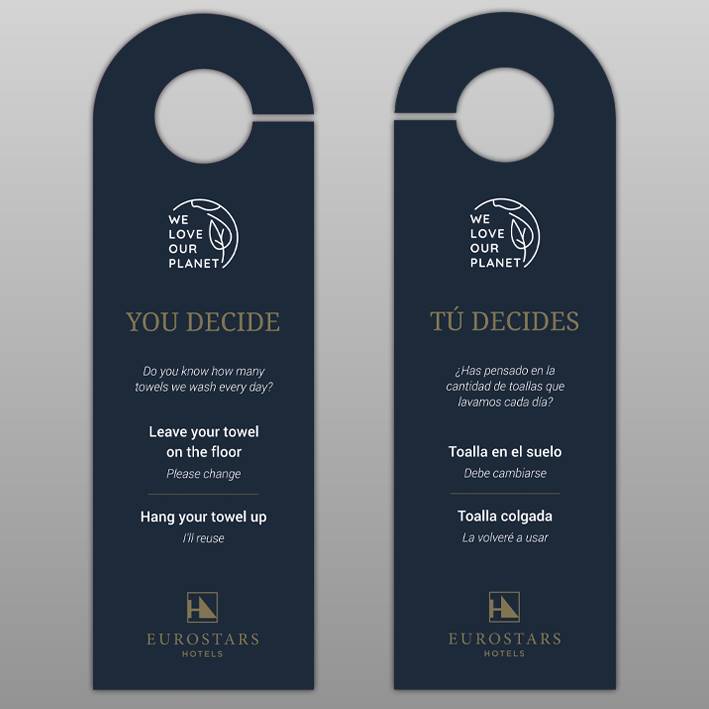 WE
LOVE
OUR
PLANET
YOU DECIDE
Do you know how many
towels we wash every day?
Leave your towel
on the floor
Please change
Hang your towel up
I'll reuse
EUROSTARS
HOTELS
WE
LOVE
OUR
PLANET
TÚ DECIDES
¿Has pensado en la
cantidad de toallas que
lavamos cada día?
Toalla en el suelo
Debe cambiarse
Toalla colgada
La volveré a usar
EUROSTARS
HOTELS